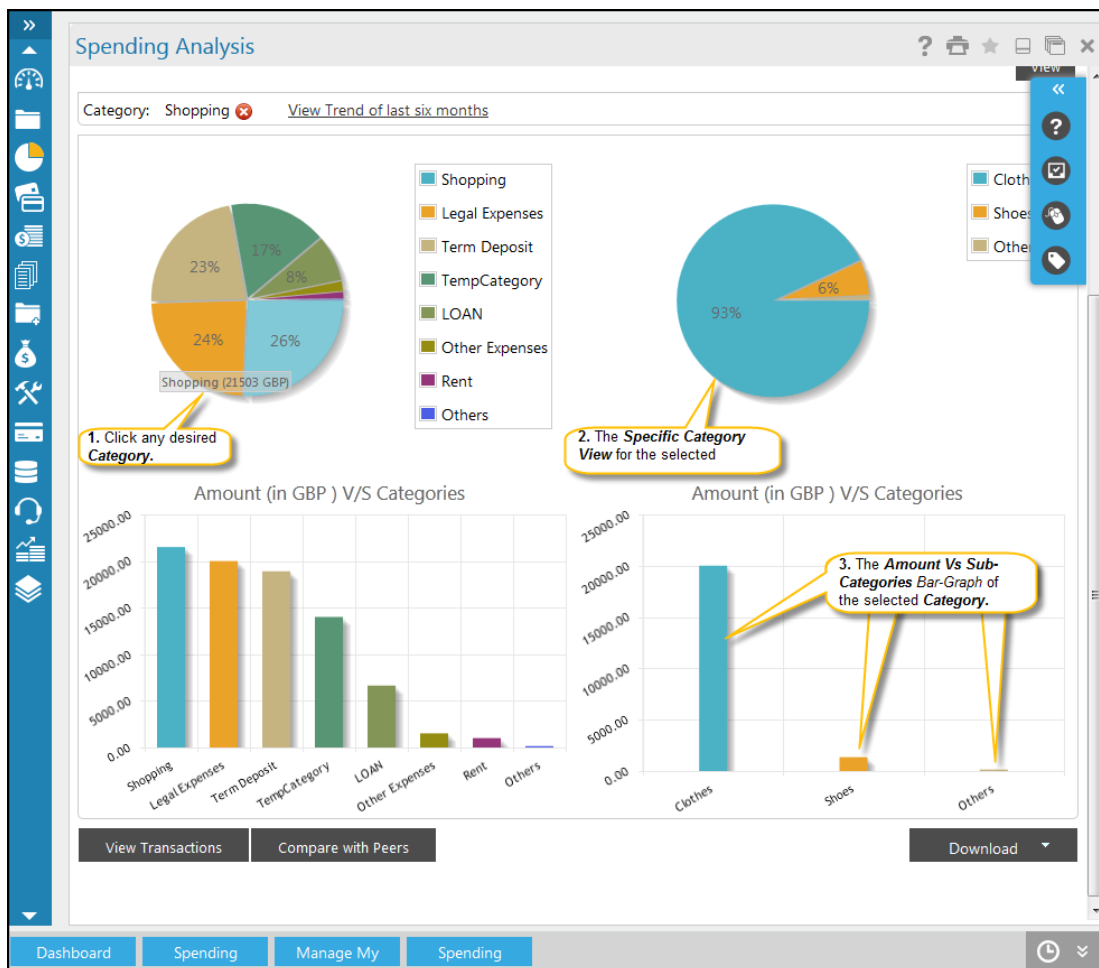 Spending Analysis
View
Category: Shopping View Trend of last six months
Shopping
Legal Expenses
Term Deposit
TempCategory
LOAN
Other Expenses
Rent
Others
17%
8%
23%
24%
26%
Shopping (21503 GBP)
1. Click any desired
Category.
Cloth
Shoes
Other
6%
93%
2. The Specific Category
View for the selected
Amount (in GBP ) V/S Categories
25000.00
20000.00
15000.00
10000.00
5000.00
0.00
Shopping
Legal Expenses
Term Deposit
TempCategory
LOAN
Other Expenses
Rent
Others
Amount (in GBP ) V/S Categories
25000.00
20000.00
15000.00
10000.00
5000.00
0.00
3. The Amount Vs Sub-
Categories Bar-Graph of
the selected Category.
Clothes
Shoes
Others
View Transactions Compare with Peers Download
Dashboard Spending Manage My Spending